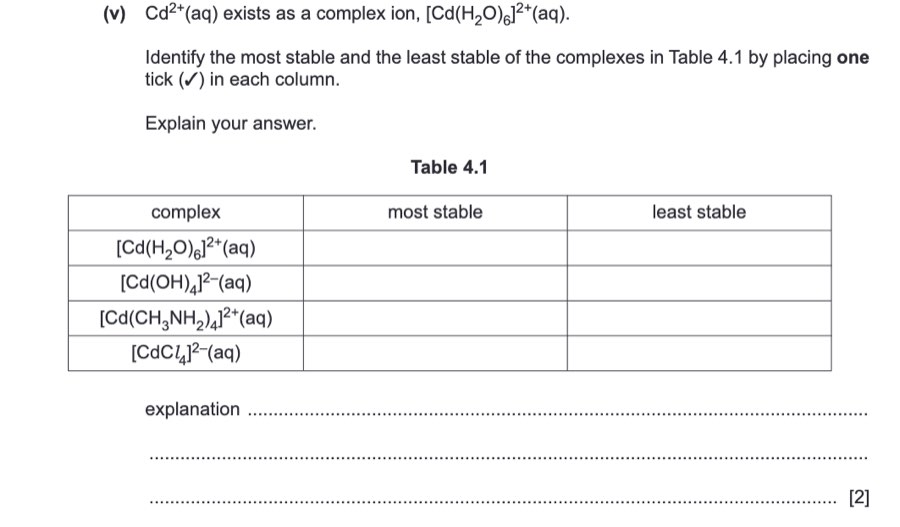 (v) Cd²⁺(aq) exists as a complex ion, [Cd(H₂O)₆]²⁺(aq).
Identify the most stable and the least stable of the complexes in Table 4.1 by placing one
tick (✓) in each column.
Explain your answer.
Table 4.1
complex most stable least stable
[Cd(H₂O)₆]²⁺(aq)
[Cd(OH)₄]²⁻(aq)
[Cd(CH₃NH₂)₄]²⁺(aq)
[CdCl₄]²⁻(aq)
explanation ........................................................................
........................................................................
........................................................................ [2]